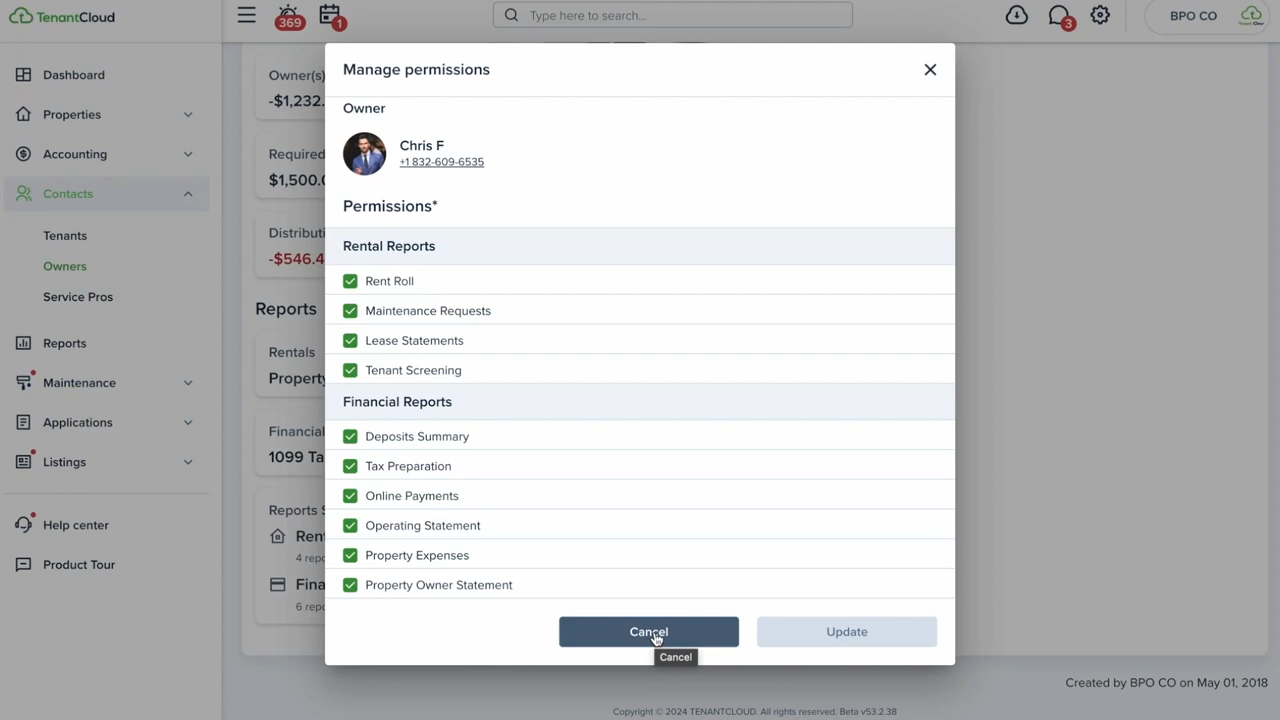 TenantCloud
369
1
Type here to search...
3
BPO CO
Dashboard
Properties
Accounting
Contacts
Tenants
Owners
Service Pros
Reports
Maintenance
Applications
Listings
Help center
Product Tour
Owner(s)
-$1,232.
Required
$1,500.0
Distributi
-$546.4
Reports
Rentals
Property
Financial
1099 Ta
Reports S
Ren
4 repo
Fina
6 repo
Manage permissions
Owner
Chris F
+1 832-609-6535
Permissions*
Rental Reports
Rent Roll
Maintenance Requests
Lease Statements
Tenant Screening
Financial Reports
Deposits Summary
Tax Preparation
Online Payments
Operating Statement
Property Expenses
Property Owner Statement
Cancel
Update
Cancel
Created by BPO CO on May 01, 2018
Copyright © 2024 TENANTCLOUD. All rights reserved. Beta v53.2.38